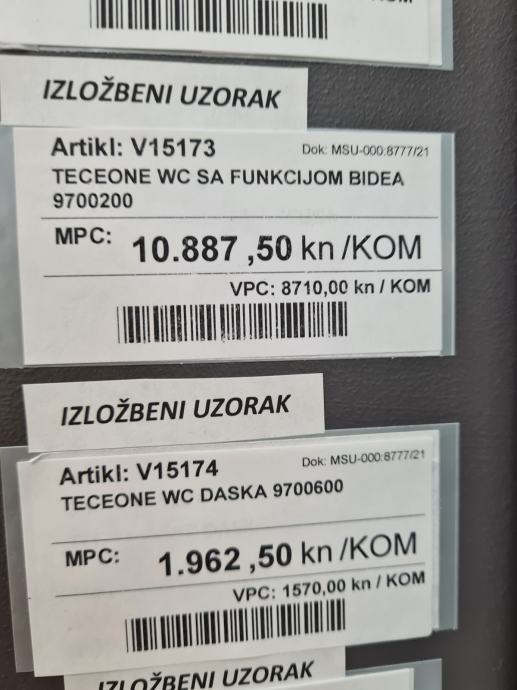 IZLOŽBENI UZORAK
Artikl: V15173 Dok: MSU-000:8777/21
TECEONE WC SA FUNKCIJOM BIDEA
9700200
MPC: 10.887 ,50 kn /KOM
VPC: 8710,00 kn / KOM
IZLOŽBENI UZORAK
Artikl: V15174 Dok: MSU-000:8777/21
TECEONE WC DASKA 9700600
MPC: 1.962 ,50 kn /KOM
VPC: 1570,00 kn / KOM
IZLOŽBENI UZORAK